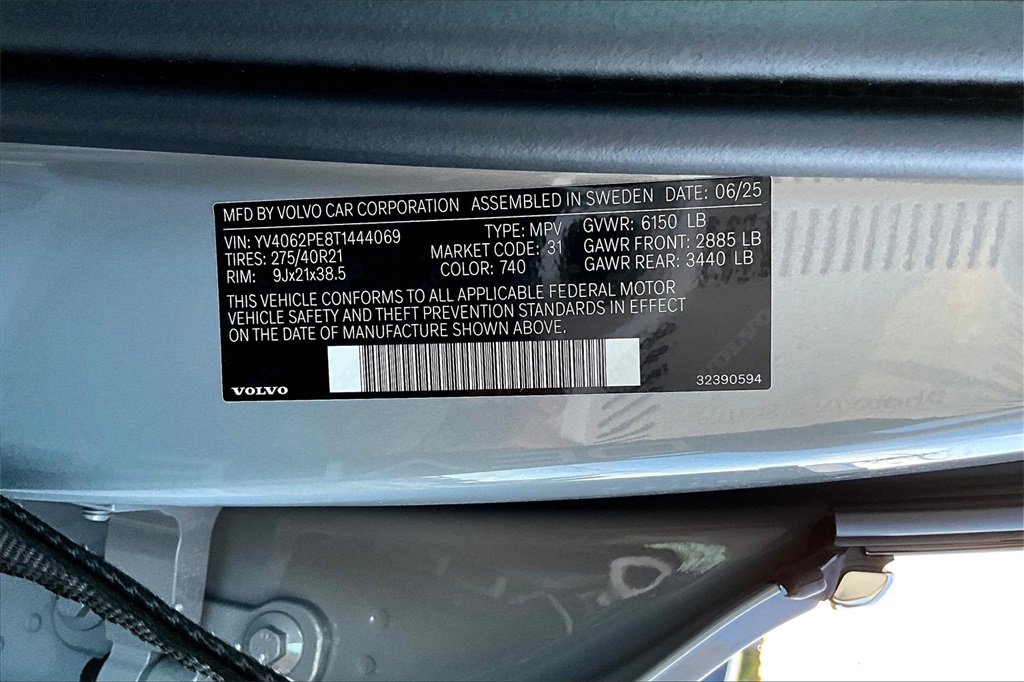 MFD BY VOLVO CAR CORPORATION ASSEMBLED IN SWEDEN DATE: 06/25
VIN: YV4062PE8T1444069 TYPE: MPV GVWR: 6150 LB
TIRES: 275/40R21 MARKET CODE: 31 GAWR FRONT: 2885 LB
RIM: 9Jx21x38.5 COLOR: 740 GAWR REAR: 3440 LB
THIS VEHICLE CONFORMS TO ALL APPLICABLE FEDERAL MOTOR
VEHICLE SAFETY AND THEFT PREVENTION STANDARDS IN EFFECT
ON THE DATE OF MANUFACTURE SHOWN ABOVE.
VOLVO
VOLVO 32390594